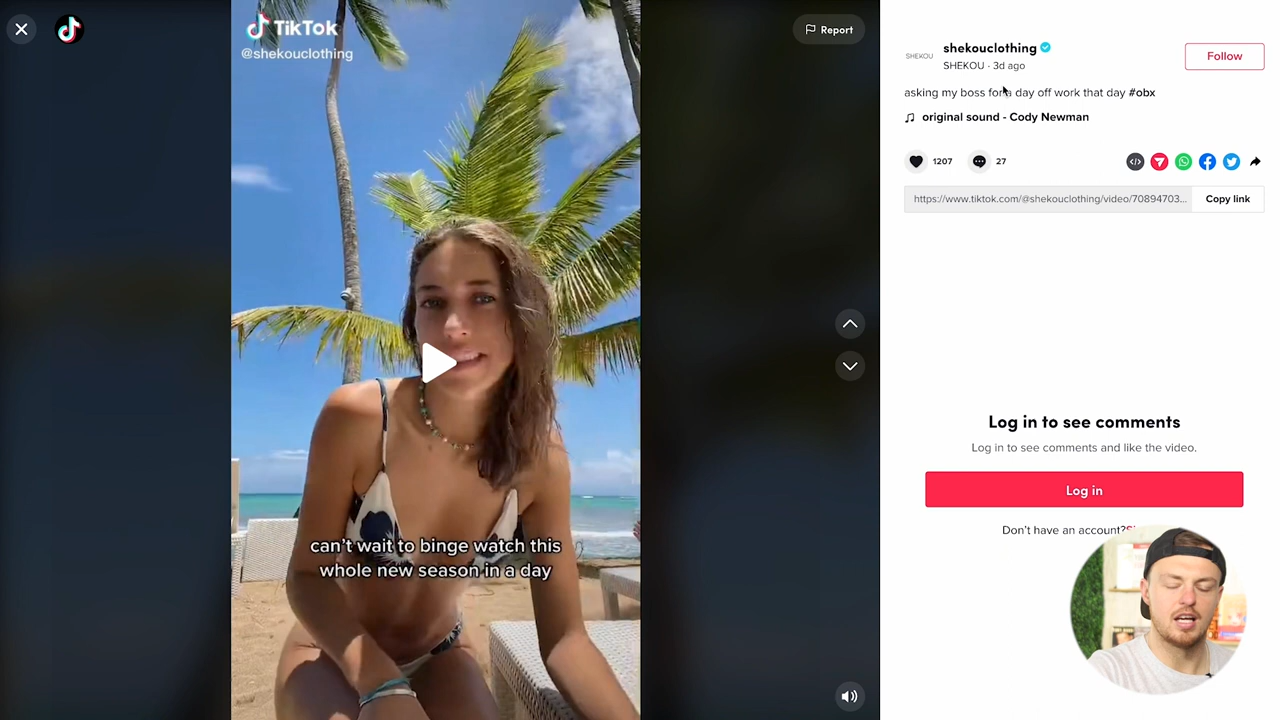 TikTok
@shekouclothing
Report
can't wait to binge watch this
whole new season in a day
SHEKOU
shekouclothing
SHEKOU · 3d ago
Follow
asking my boss for a day off work that day #obx
original sound - Cody Newman
1207
27
https://www.tiktok.com/@shekouclothing/video/70894703...
Copy link
Log in to see comments
Log in to see comments and like the video.
Log in
Don't have an account?